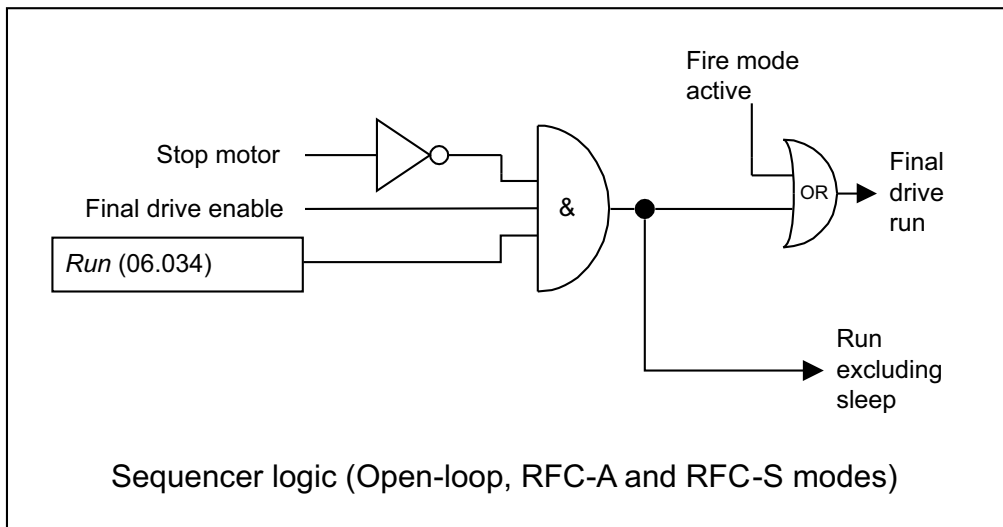 Fire mode
active
Stop motor
Final drive enable
Run (06.034)
&
OR
Final
drive
run
Run
excluding
sleep
Sequencer logic (Open-loop, RFC-A and RFC-S modes)